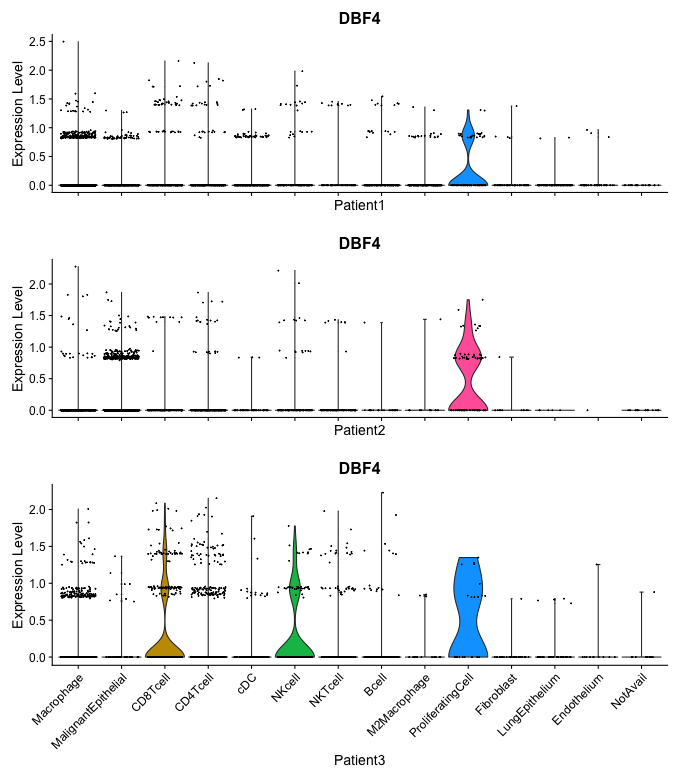 DBF4
Expression Level
2.5
2.0
1.5
1.0
0.5
0.0
Patient1
DBF4
Expression Level
2.0
1.5
1.0
0.5
0.0
Patient2
DBF4
Expression Level
2.0
1.5
1.0
0.5
0.0
Macrophage
MalignantEpithelial
CD8Tcell
CD4Tcell
cDC
NKcell
NKTcell
Bcell
M2Macrophage
ProliferatingCell
Fibroblast
LungEpithelium
Endothelium
NotAvail
Patient3